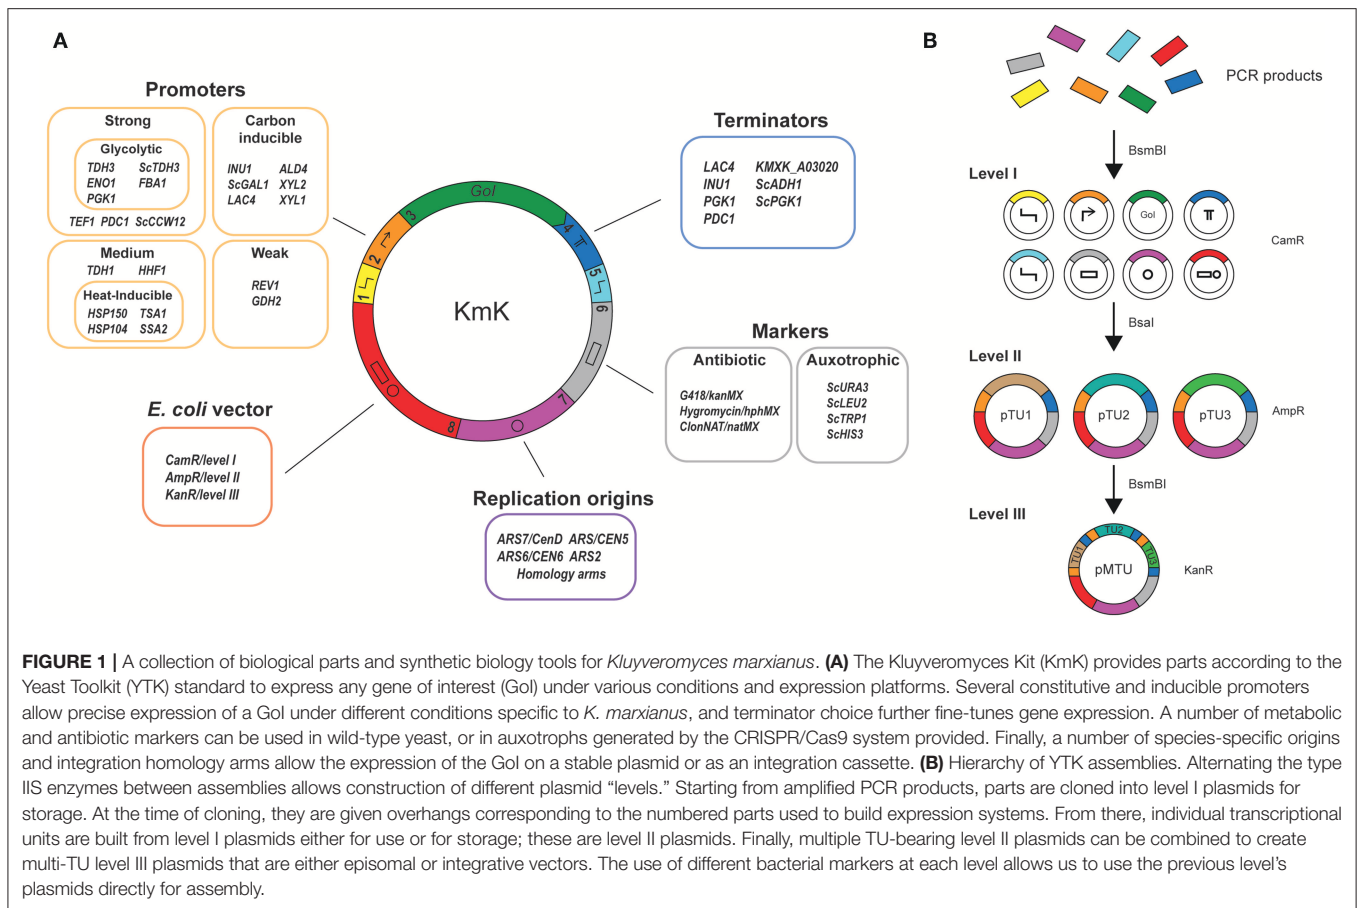 A
Promoters
Strong
Glycolytic
TDH3 ScTDH3
ENO1 FBA1
PGK1
TEF1 PDC1 ScCCW12
Carbon
inducible
INU1 ALD4
ScGAL1 XYL2
LAC4 XYL1
Medium
TDH1 HHF1
Heat-Inducible
HSP150 TSA1
HSP104 SSA2
Weak
REV1
GDH2
Terminators
LAC4 KMXK_A03020
INU1 ScADH1
PGK1 ScPGK1
PDC1
GoI
1
2
3
4
5
6
7
8
KmK
Markers
Antibiotic
G418/kanMX
Hygromycin/hphMX
ClonNAT/natMX
Auxotrophic
ScURA3
ScLEU2
ScTRP1
ScHIS3
E. coli vector
CamR/level I
AmpR/level II
KanR/level III
Replication origins
ARS7/CenD ARS/CEN5
ARS6/CEN6 ARS2
Homology arms
B
PCR products
BsmBI
Level I
GoI
CamR
BsaI
Level II
pTU1
pTU2
pTU3
AmpR
BsmBI
Level III
TU1
TU2
TU3
pMTU
KanR
FIGURE 1 | A collection of biological parts and synthetic biology tools for Kluyveromyces marxianus. (A) The Kluyveromyces Kit (KmK) provides parts according to the
Yeast Toolkit (YTK) standard to express any gene of interest (GoI) under various conditions and expression platforms. Several constitutive and inducible promoters
allow precise expression of a GoI under different conditions specific to K. marxianus, and terminator choice further fine-tunes gene expression. A number of metabolic
and antibiotic markers can be used in wild-type yeast, or in auxotrophs generated by the CRISPR/Cas9 system provided. Finally, a number of species-specific origins
and integration homology arms allow the expression of the GoI on a stable plasmid or as an integration cassette. (B) Hierarchy of YTK assemblies. Alternating the type
IIS enzymes between assemblies allows construction of different plasmid “levels.” Starting from amplified PCR products, parts are cloned into level I plasmids for
storage. At the time of cloning, they are given overhangs corresponding to the numbered parts used to build expression systems. From there, individual transcriptional
units are built from level I plasmids either for use or for storage; these are level II plasmids. Finally, multiple TU-bearing level II plasmids can be combined to create
multi-TU level III plasmids that are either episomal or integrative vectors. The use of different bacterial markers at each level allows us to use the previous level’s
plasmids directly for assembly.